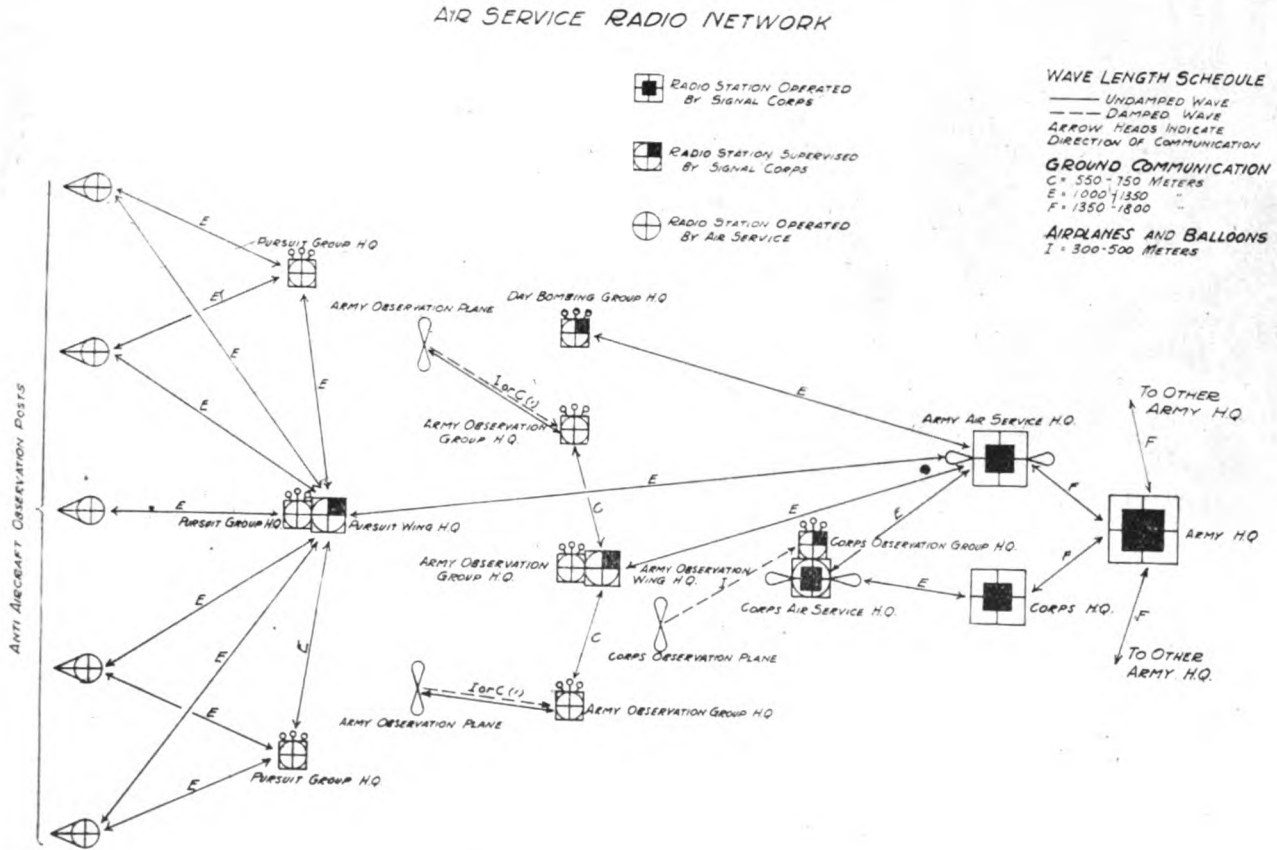 AIR SERVICE RADIO NETWORK
RADIO STATION OPERATED
BY SIGNAL CORPS
RADIO STATION SUPERVISED
BY SIGNAL CORPS
RADIO STATION OPERATED
BY AIR SERVICE
WAVE LENGTH SCHEDULE
UNDAMPED WAVE
DAMPED WAVE
ARROW HEADS INDICATE
DIRECTION OF COMMUNICATION
GROUND COMMUNICATION
C = 550-750 METERS
E = 1000-1350 "
F = 1350-1800 "
AIRPLANES AND BALLOONS
I = 300-500 METERS
ANTI AIRCRAFT OBSERVATION POSTS
E
PURSUIT GROUP H.Q.
E
E
E
E
E
PURSUIT GROUP H.Q.
PURSUIT WING H.Q.
E
E
E
E
PURSUIT GROUP H.Q.
ARMY OBSERVATION PLANE
I or C (1)
ARMY OBSERVATION
GROUP H.Q.
DAY BOMBING GROUP H.Q.
E
E
E
C
ARMY OBSERVATION
GROUP H.Q.
ARMY OBSERVATION
WING H.Q.
C
I or C (1)
ARMY OBSERVATION PLANE
ARMY OBSERVATION GROUP H.Q.
I
CORPS OBSERVATION PLANE
CORPS OBSERVATION GROUP H.Q.
CORPS AIR SERVICE H.Q.
E
E
ARMY AIR SERVICE H.Q.
F
F
CORPS H.Q.
ARMY H.Q.
TO OTHER
ARMY H.Q.
F
F
TO OTHER
ARMY H.Q.